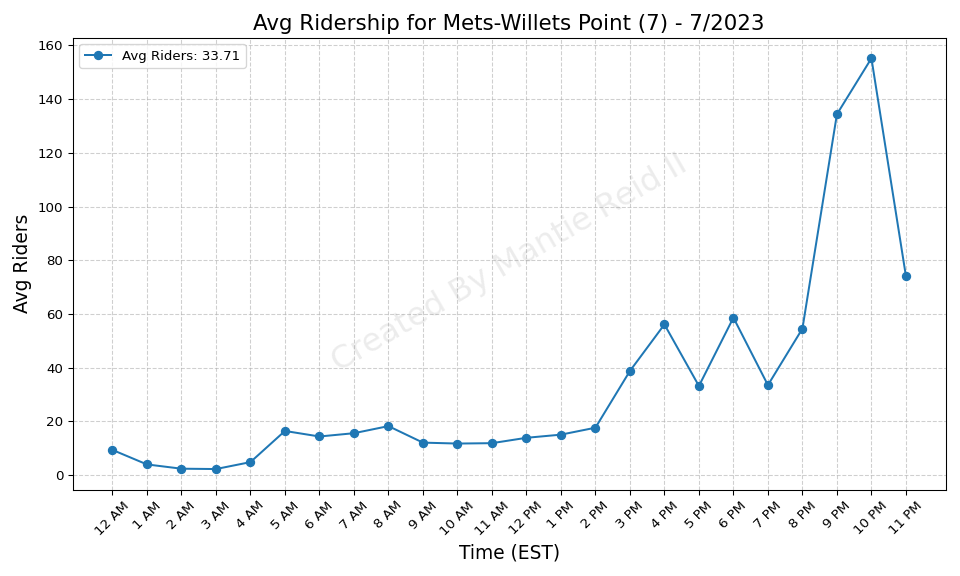 Avg Ridership for Mets-Willets Point (7) - 7/2023
Avg Riders: 33.71
160
140
120
100
80
60
40
20
0
Avg Riders
Created By Mantle Reid II
12 AM
1 AM
2 AM
3 AM
4 AM
5 AM
6 AM
7 AM
8 AM
9 AM
10 AM
11 AM
12 PM
1 PM
2 PM
3 PM
4 PM
5 PM
6 PM
7 PM
8 PM
9 PM
10 PM
11 PM
Time (EST)